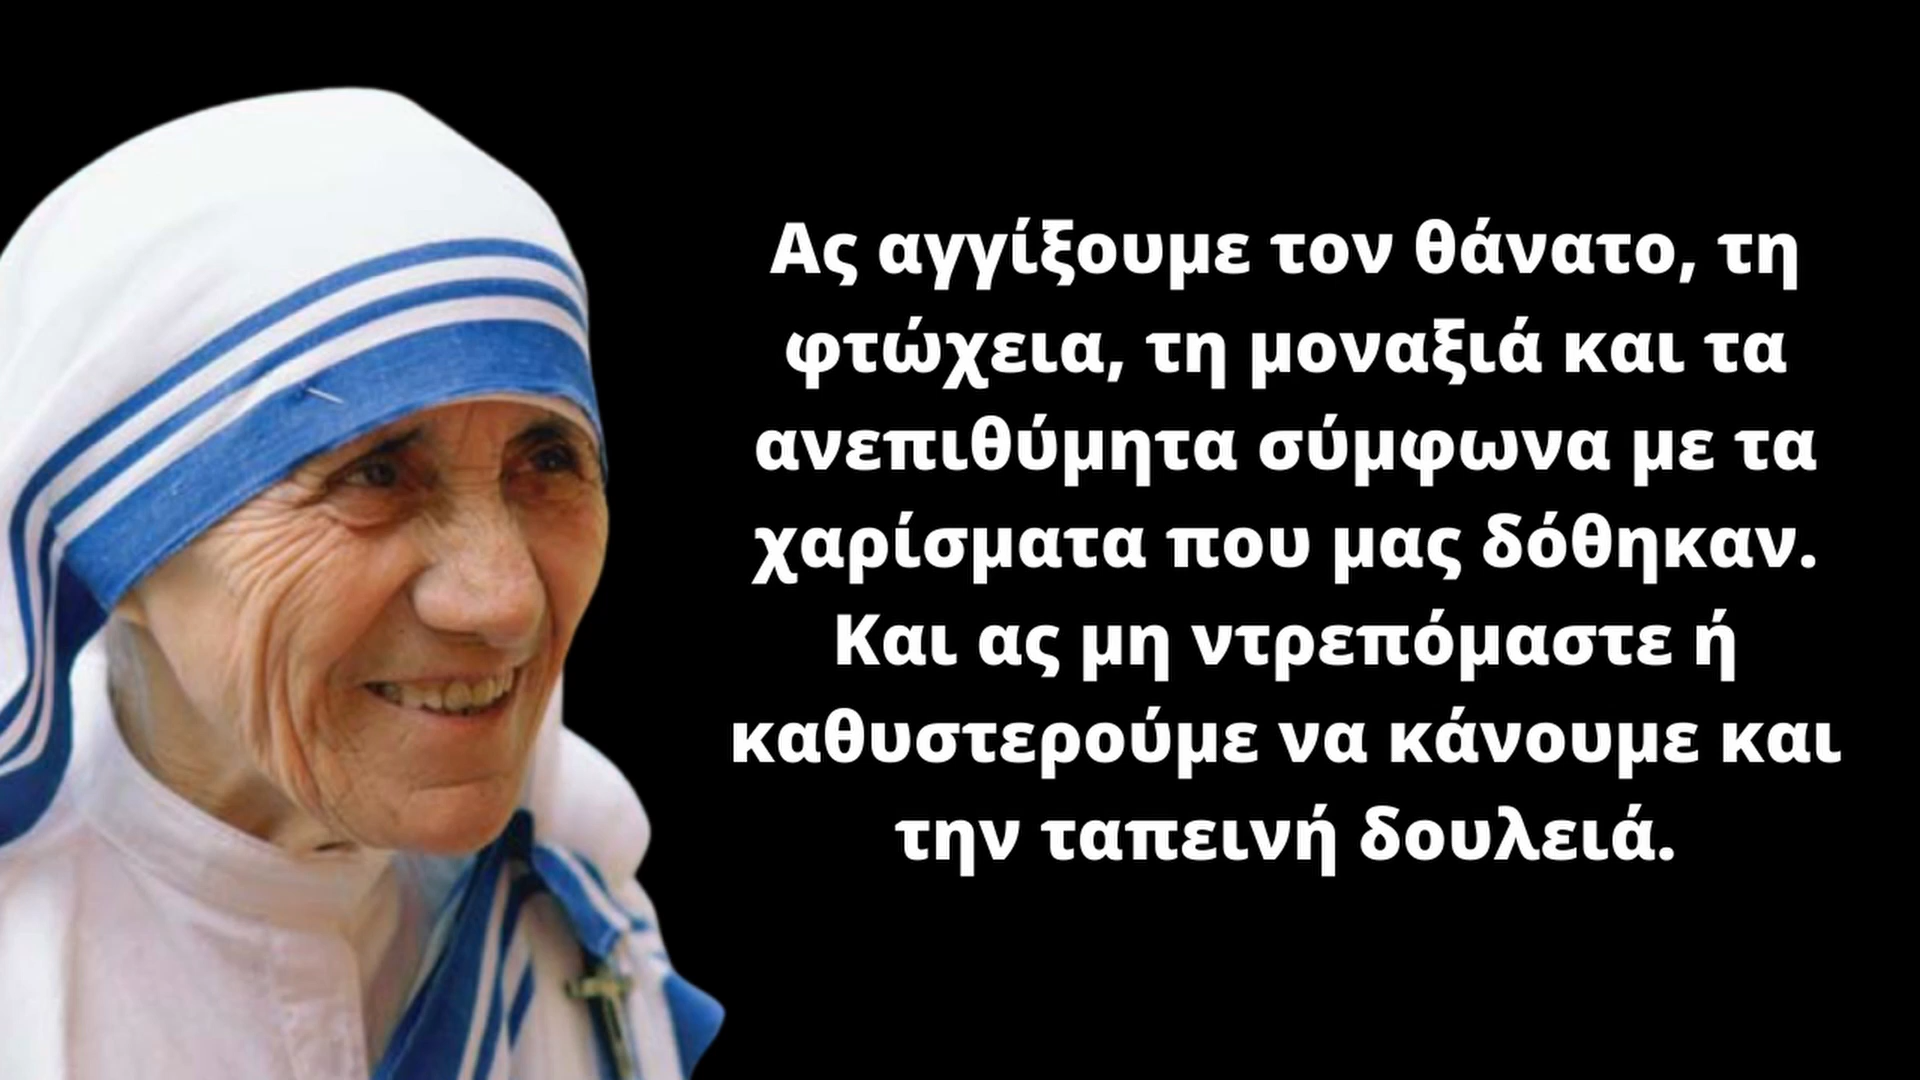 Ας αγγίξουμε τον θάνατο, τη
φτώχεια, τη μοναξιά και τα
ανεπιθύμητα σύμφωνα με τα
χαρίσματα που μας δόθηκαν.
Και ας μη ντρεπόμαστε ή
καθυστερούμε να κάνουμε και
την ταπεινή δουλειά.